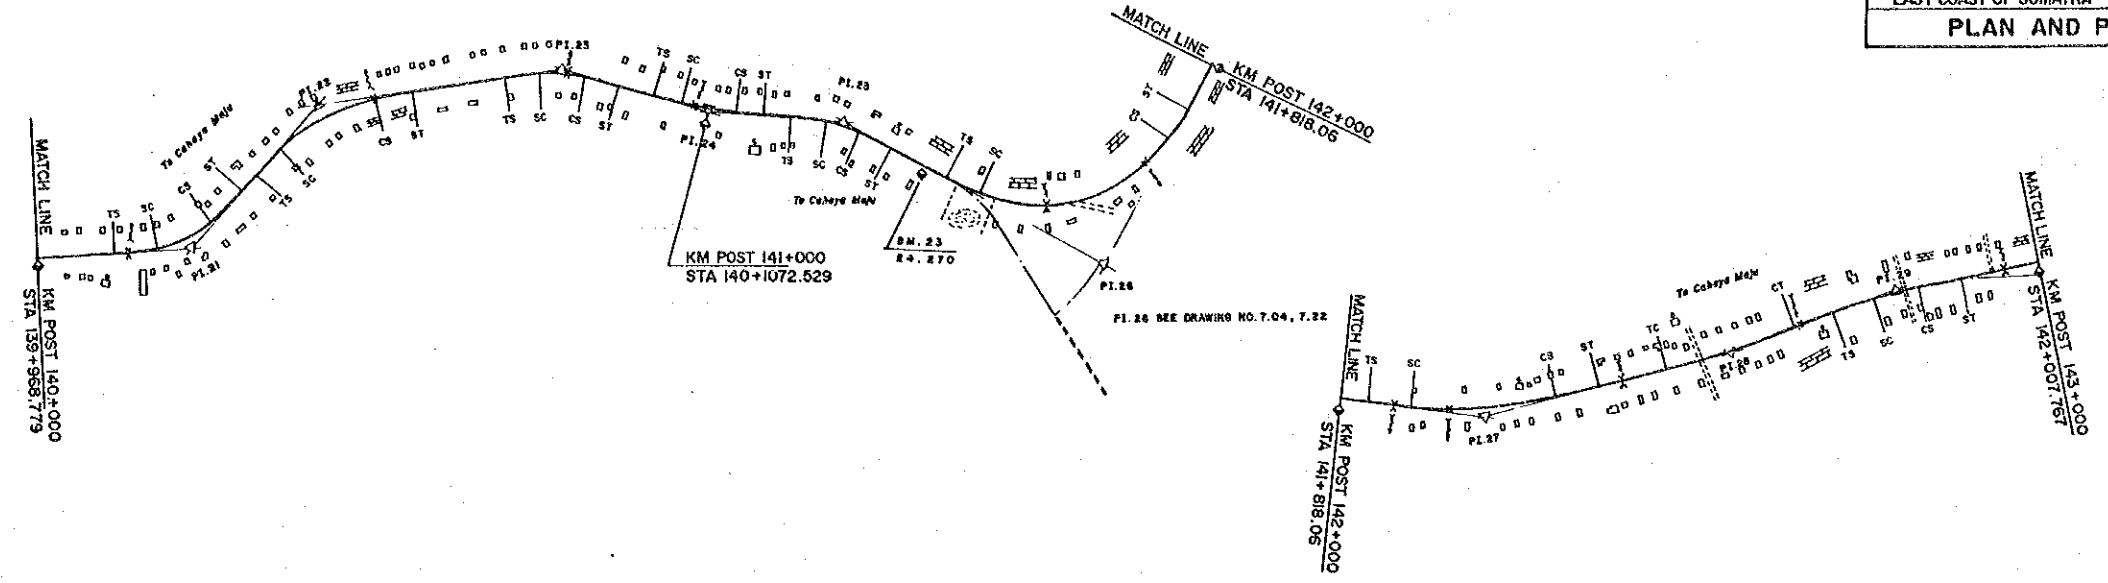 EAST COAST OF SUMATRA
PLAN AND P
MATCH LINE
KM POST 140+000
STA 139+968.779
TS
SC
PI.21
CS
ST
To Cahaya Maju
TS
SC
PI.22
CS
ST
TS
SC
PI.23
CS
ST
TS
SC
PI.24
CS
ST
KM POST 141+000
STA 140+1072.529
TS
SC
PI.23
CS
ST
To Cahaya Maju
BM.23
24.270
TS
SC
PI.26
PI.26 SEE DRAWING NO.7.04, 7.22
CS
ST
MATCH LINE
KM POST 142+000
STA 141+818.06
MATCH LINE
KM POST 142+000
STA 141+818.06
TS
SC
PI.27
CS
ST
TC
PI.28
CT
To Cahaya Maju
TS
SC
CS
ST
MATCH LINE
KM POST 143+000
STA 142+007.767